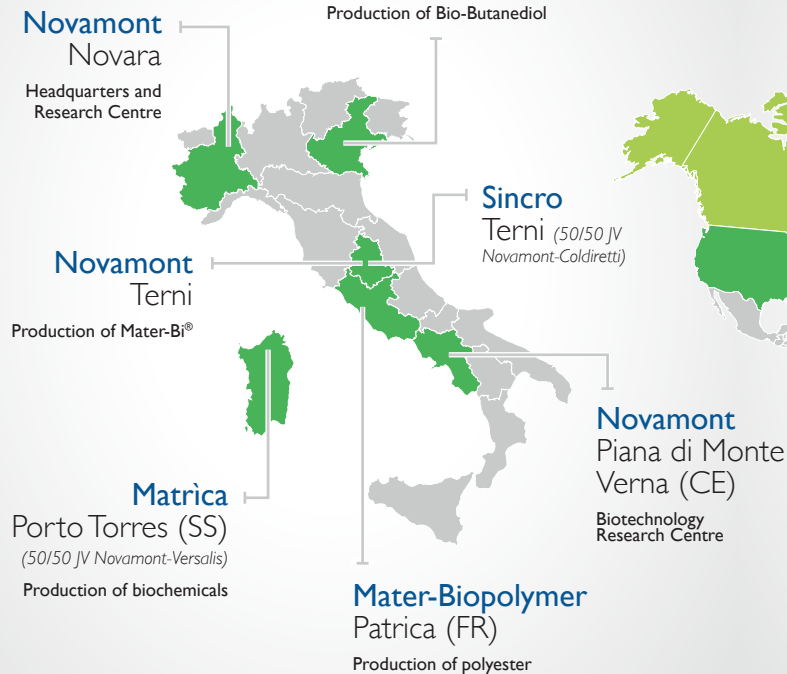 Production of Bio-Butanediol
Novamont
Novara
Headquarters and
Research Centre
Sincro
Terni (50/50 JV
Novamont-Coldiretti)
Novamont
Terni
Production of Mater-Bi®
Novamont
Piana di Monte
Verna (CE)
Biotechnology
Research Centre
Matrìca
Porto Torres (SS)
(50/50 JV Novamont-Versalis)
Production of biochemicals
Mater-Biopolymer
Patrica (FR)
Production of polyester